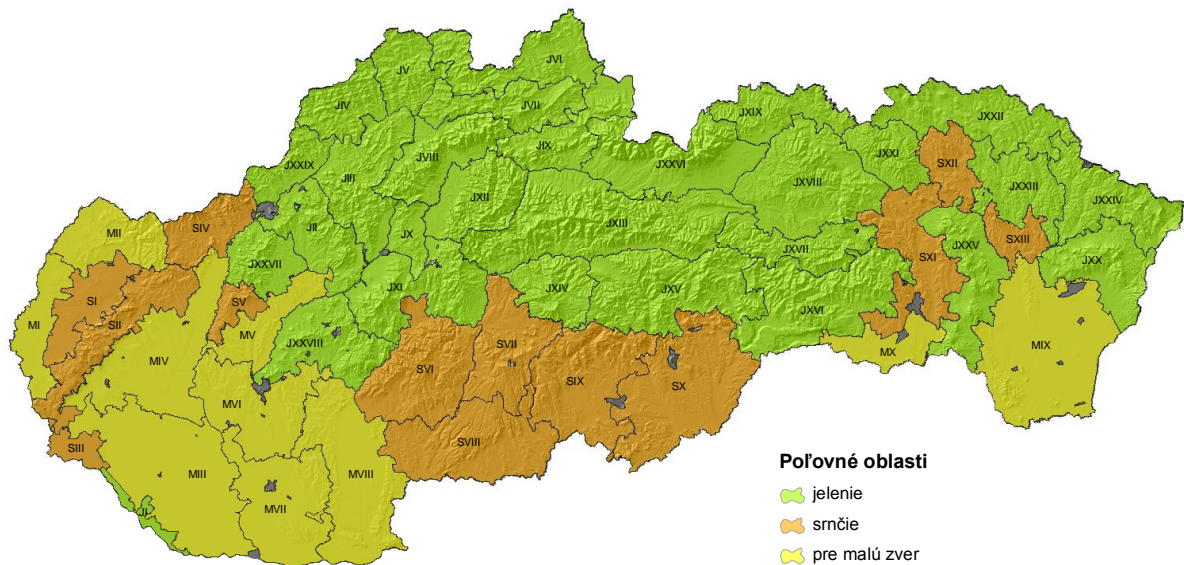 JVI
JV
JXXII
JIV
JVII
JXIX
SXII
JVIII
JIX
JXXI
JXXIX
JXXVI
JIII
JXVIII
JXXIII
JXII
JXXIV
SIV
JII
MII
JX
JXIII
SXIII
JXXV
JXXVII
JXVII
SXI
JXX
SI
JXI
SV
JXIV
JXV
MI
SII
JXVI
MV
JXXVIII
SVII
MIX
MIV
MX
SVI
SIX
SX
MVI
SVIII
SIII
MIII
MVIII
MVII
JI
Poľovné oblasti
jelenie
srnčie
pre malú zver